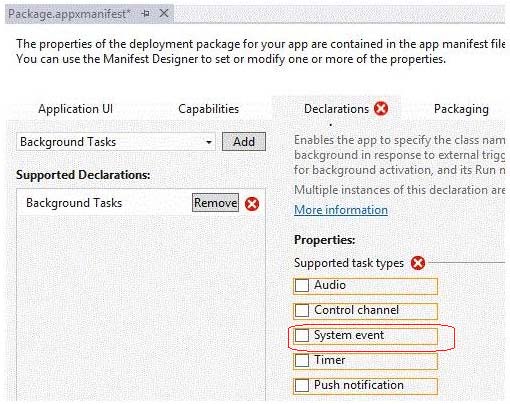 Package.appxmanifest*
The properties of the deployment package for your app are contained in the app manifest file
You can use the Manifest Designer to set or modify one or more of the properties.
Application UI Capabilities Declarations Packaging
Background Tasks Add
Supported Declarations:
Background Tasks Remove
Enables the app to specify the class nam
background in response to external trigg
for background activation, and its Run n
Multiple instances of this declaration are
More information
Properties:
Supported task types
Audio
Control channel
System event
Timer
Push notification